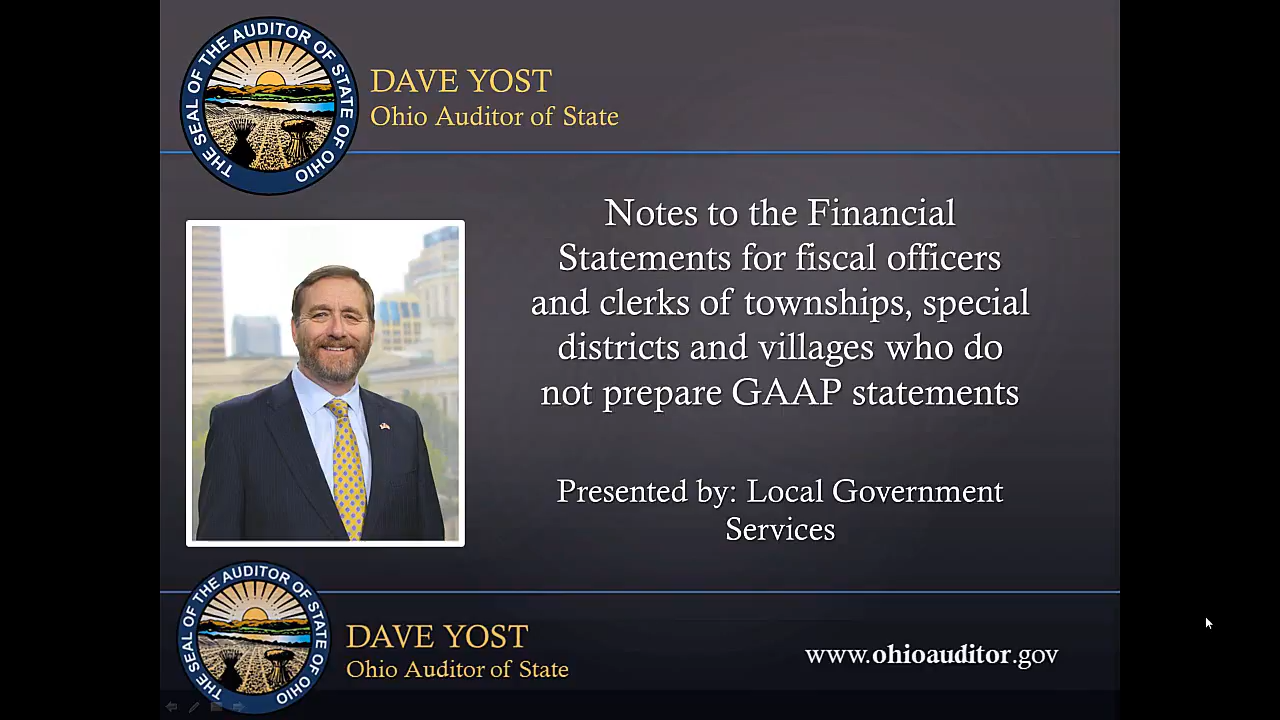 THE SEAL OF THE AUDITOR OF STATE OF OHIO
DAVE YOST
Ohio Auditor of State
Notes to the Financial
Statements for fiscal officers
and clerks of townships, special
districts and villages who do
not prepare GAAP statements
Presented by: Local Government
Services
THE SEAL OF THE AUDITOR OF STATE OF OHIO
DAVE YOST
Ohio Auditor of State
www.ohioauditor.gov